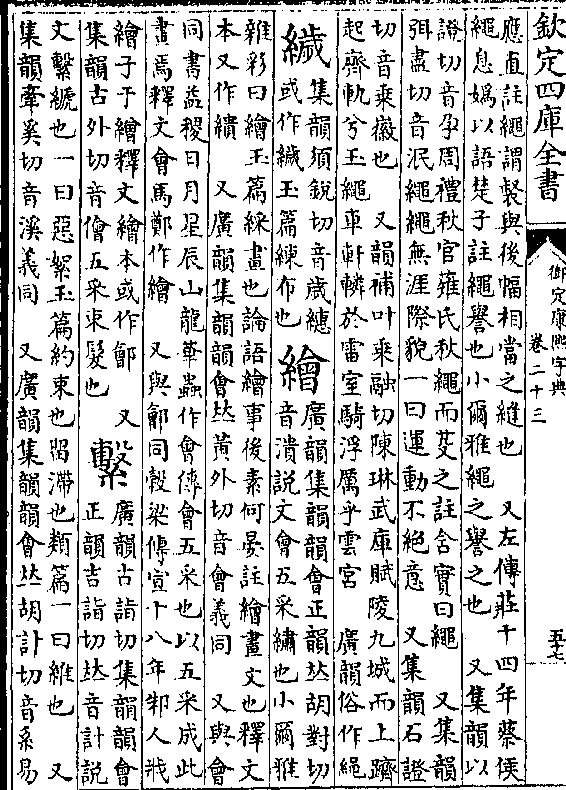 欽定四庫全書
御定康熙字典
卷二十三
五十七
應直註繩謂製與後幅相當之縫也 又左傳莊十四年蔡侯
繩息媯以語楚子註繩譽也小爾雅繩之譽之也 又集韻以
證切音孕周禮秋官薙氏秋繩而芟之註含實曰繩 又集韻
弭盡切音泯繩繩無涯際貌一曰運動不絕意 又集韻石證
切音乘徽也 又韻補叶乘融切陳琳武庫賦陵九城而上躋
起齊軌兮玉繩車軒轔於雷室騎浮厲乎雲宮 廣韻俗作繩
集韻須銳切音歲繐
或作 玉篇練布也
繪
廣韻集韻韻會正韻𠀤胡對切
音潰說文會五采繡也小爾雅
雜彩曰繪玉篇綵畫也論語繪事後素何晏註繪畫文也釋文
本又作繢 又廣韻集韻韻會𠀤黃外切音會義同 又與會
同書益稷日月星辰山龍華蟲作會傳會五采也以五采成此
畫焉釋文會馬鄭作繪 又與鄫同穀梁傳宣十八年邾人戕
繪子于繪釋文繪本或作鄫 又
集韻古外切音儈五采束髮也
繫
廣韻古詣切集韻韻會
正韻吉詣切𠀤音計說
文繫褫也一曰惡絮玉篇約束也留滯也類篇一曰維也 又
集韻牽奚切音溪義同 又廣韻集韻韻會𠀤胡計切音系易